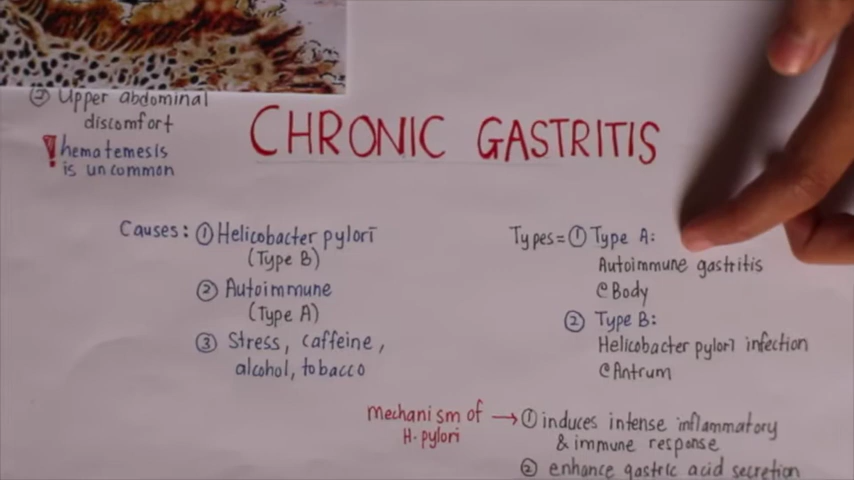 ② Upper abdominal
discomfort
! hematemesis
is uncommon
CHRONIC GASTRITIS
Causes: ① Helicobacter pylori
(Type B)
② Autoimmune
(Type A)
③ Stress, caffeine,
alcohol, tobacco
Types= ① Type A:
Autoimmune gastritis
@Body
② Type B:
Helicobacter pylori infection
@Antrum
mechanism of → ① induces intense inflammatory
H. pylori
& immune response
② enhance gastric acid secretion